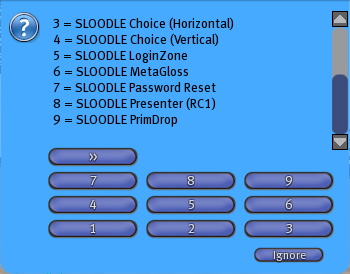 3 = SLOODLE Choice (Horizontal)
4 = SLOODLE Choice (Vertical)
5 = SLOODLE LoginZone
6 = SLOODLE MetaGloss
7 = SLOODLE Password Reset
8 = SLOODLE Presenter (RC1)
9 = SLOODLE PrimDrop
>>
7 8 9
4 5 6
1 2 3
Ignore